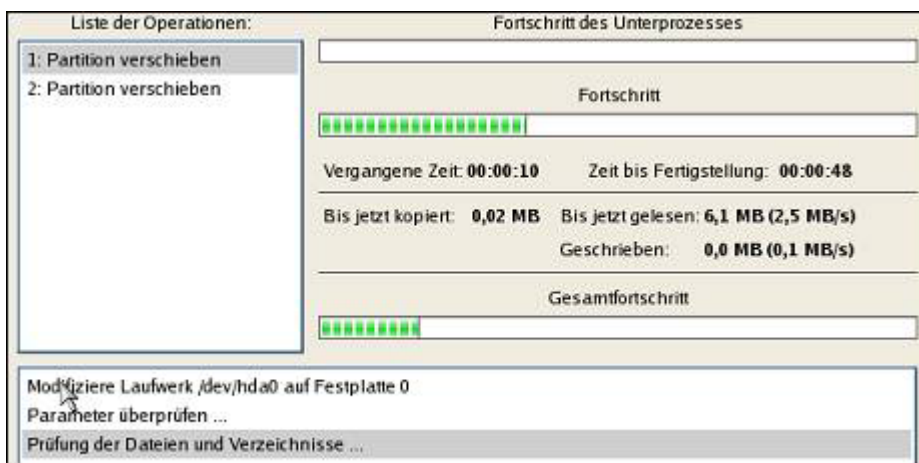 Liste der Operationen:
1: Partition verschieben
2: Partition verschieben
Fortschritt des Unterprozesses
Fortschritt
Vergangene Zeit: 00:00:10 Zeit bis Fertigstellung: 00:00:48
Bis jetzt kopiert: 0,02 MB Bis jetzt gelesen: 6,1 MB (2,5 MB/s)
Geschrieben: 0,0 MB (0,1 MB/s)
Gesamtfortschritt
Modifiziere Laufwerk /dev/hda0 auf Festplatte 0
Parameter überprüfen ...
Prüfung der Dateien und Verzeichnisse ...